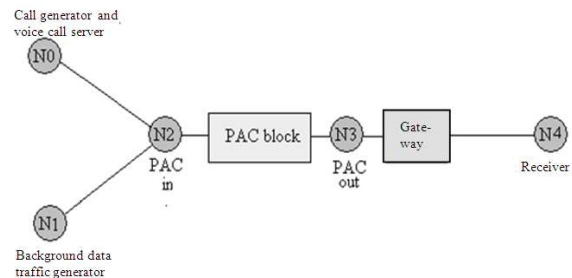 Call generator and
voice call server
N0
N2
PAC block
N3
Gate-
way
N4
PAC
in
PAC
out
Receiver
N1
Background data
traffic generator